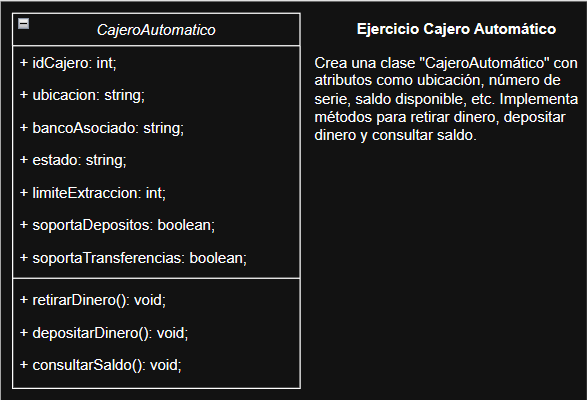 CajeroAutomatico
+ idCajero: int;
+ ubicacion: string;
+ bancoAsociado: string;
+ estado: string;
+ limiteExtraccion: int;
+ soportaDepositos: boolean;
+ soportaTransferencias: boolean;
+ retirarDinero(): void;
+ depositarDinero(): void;
+ consultarSaldo(): void;
Ejercicio Cajero Automático
Crea una clase "CajeroAutomático" con
atributos como ubicación, número de
serie, saldo disponible, etc. Implementa
métodos para retirar dinero, depositar
dinero y consultar saldo.